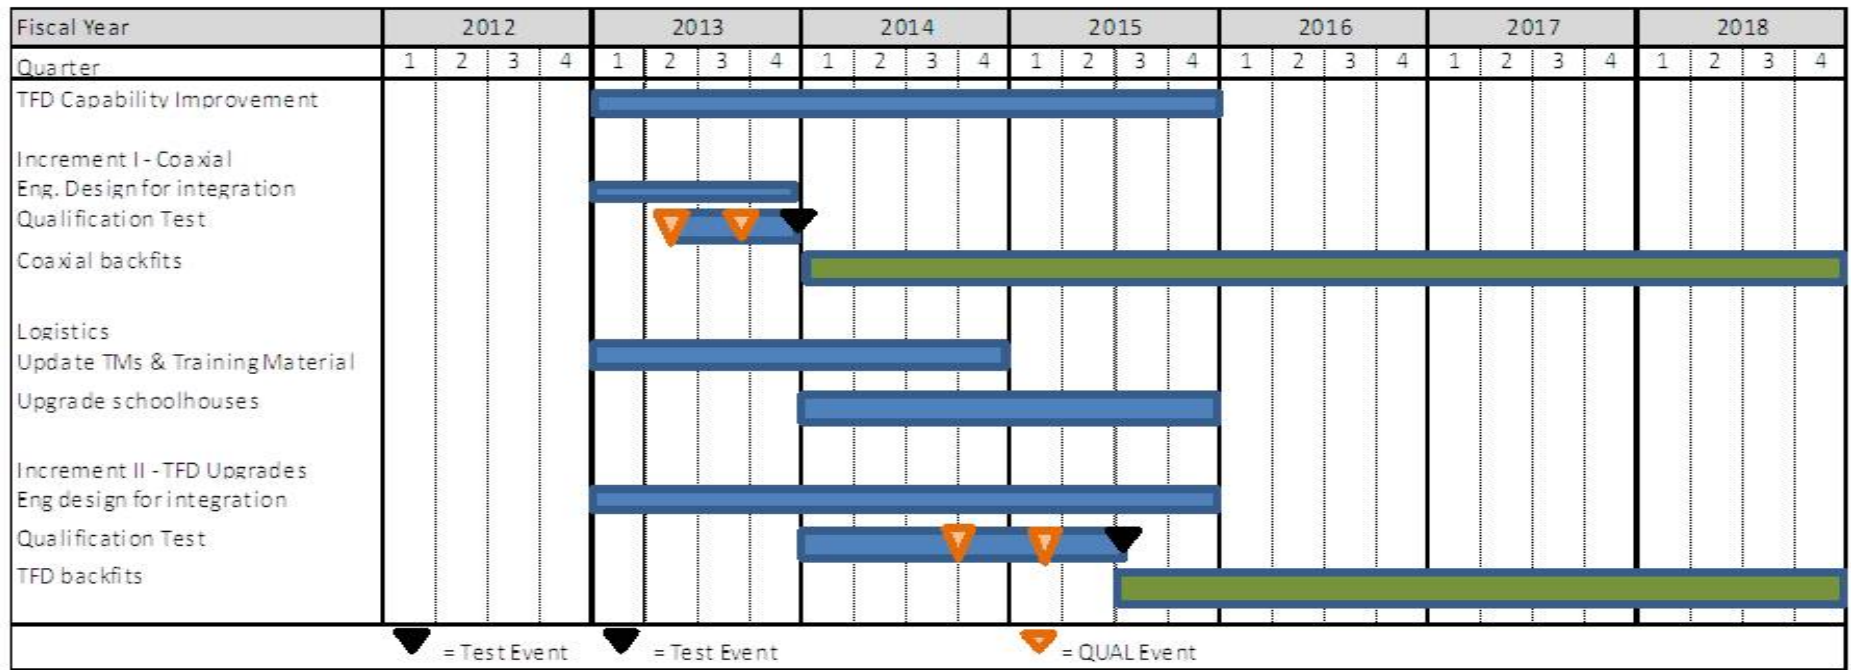 Fiscal Year 2012 2013 2014 2015 2016 2017 2018
Quarter 1 2 3 4 1 2 3 4 1 2 3 4 1 2 3 4 1 2 3 4 1 2 3 4 1 2 3 4
TFD Capability Improvement
Increment I - Coaxial
Eng. Design for integration
Qualification Test
Coaxial backfits
Logistics
Update TMs & Training Material
Upgrade schoolhouses
Increment II - TFD Upgrades
Eng design for integration
Qualification Test
TFD backfits
= Test Event = Test Event = QUAL Event